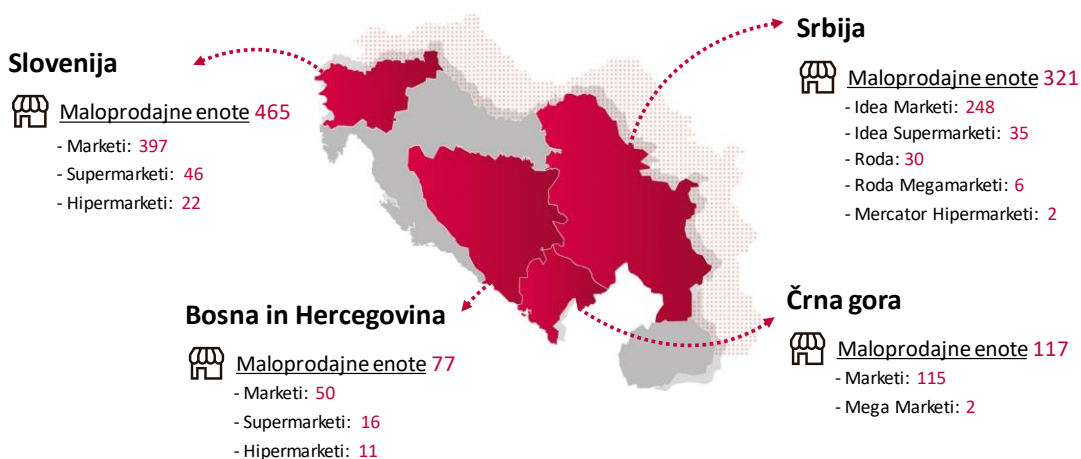 Slovenija
Maloprodajne enote 465
- Marketi: 397
- Supermarketi: 46
- Hipermarketi: 22
Srbija
Maloprodajne enote 321
- Idea Marketi: 248
- Idea Supermarketi: 35
- Roda: 30
- Roda Megamarketi: 6
- Mercator Hipermarketi: 2
Bosna in Hercegovina
Maloprodajne enote 77
- Marketi: 50
- Supermarketi: 16
- Hipermarketi: 11
Črna gora
Maloprodajne enote 117
- Marketi: 115
- Mega Marketi: 2